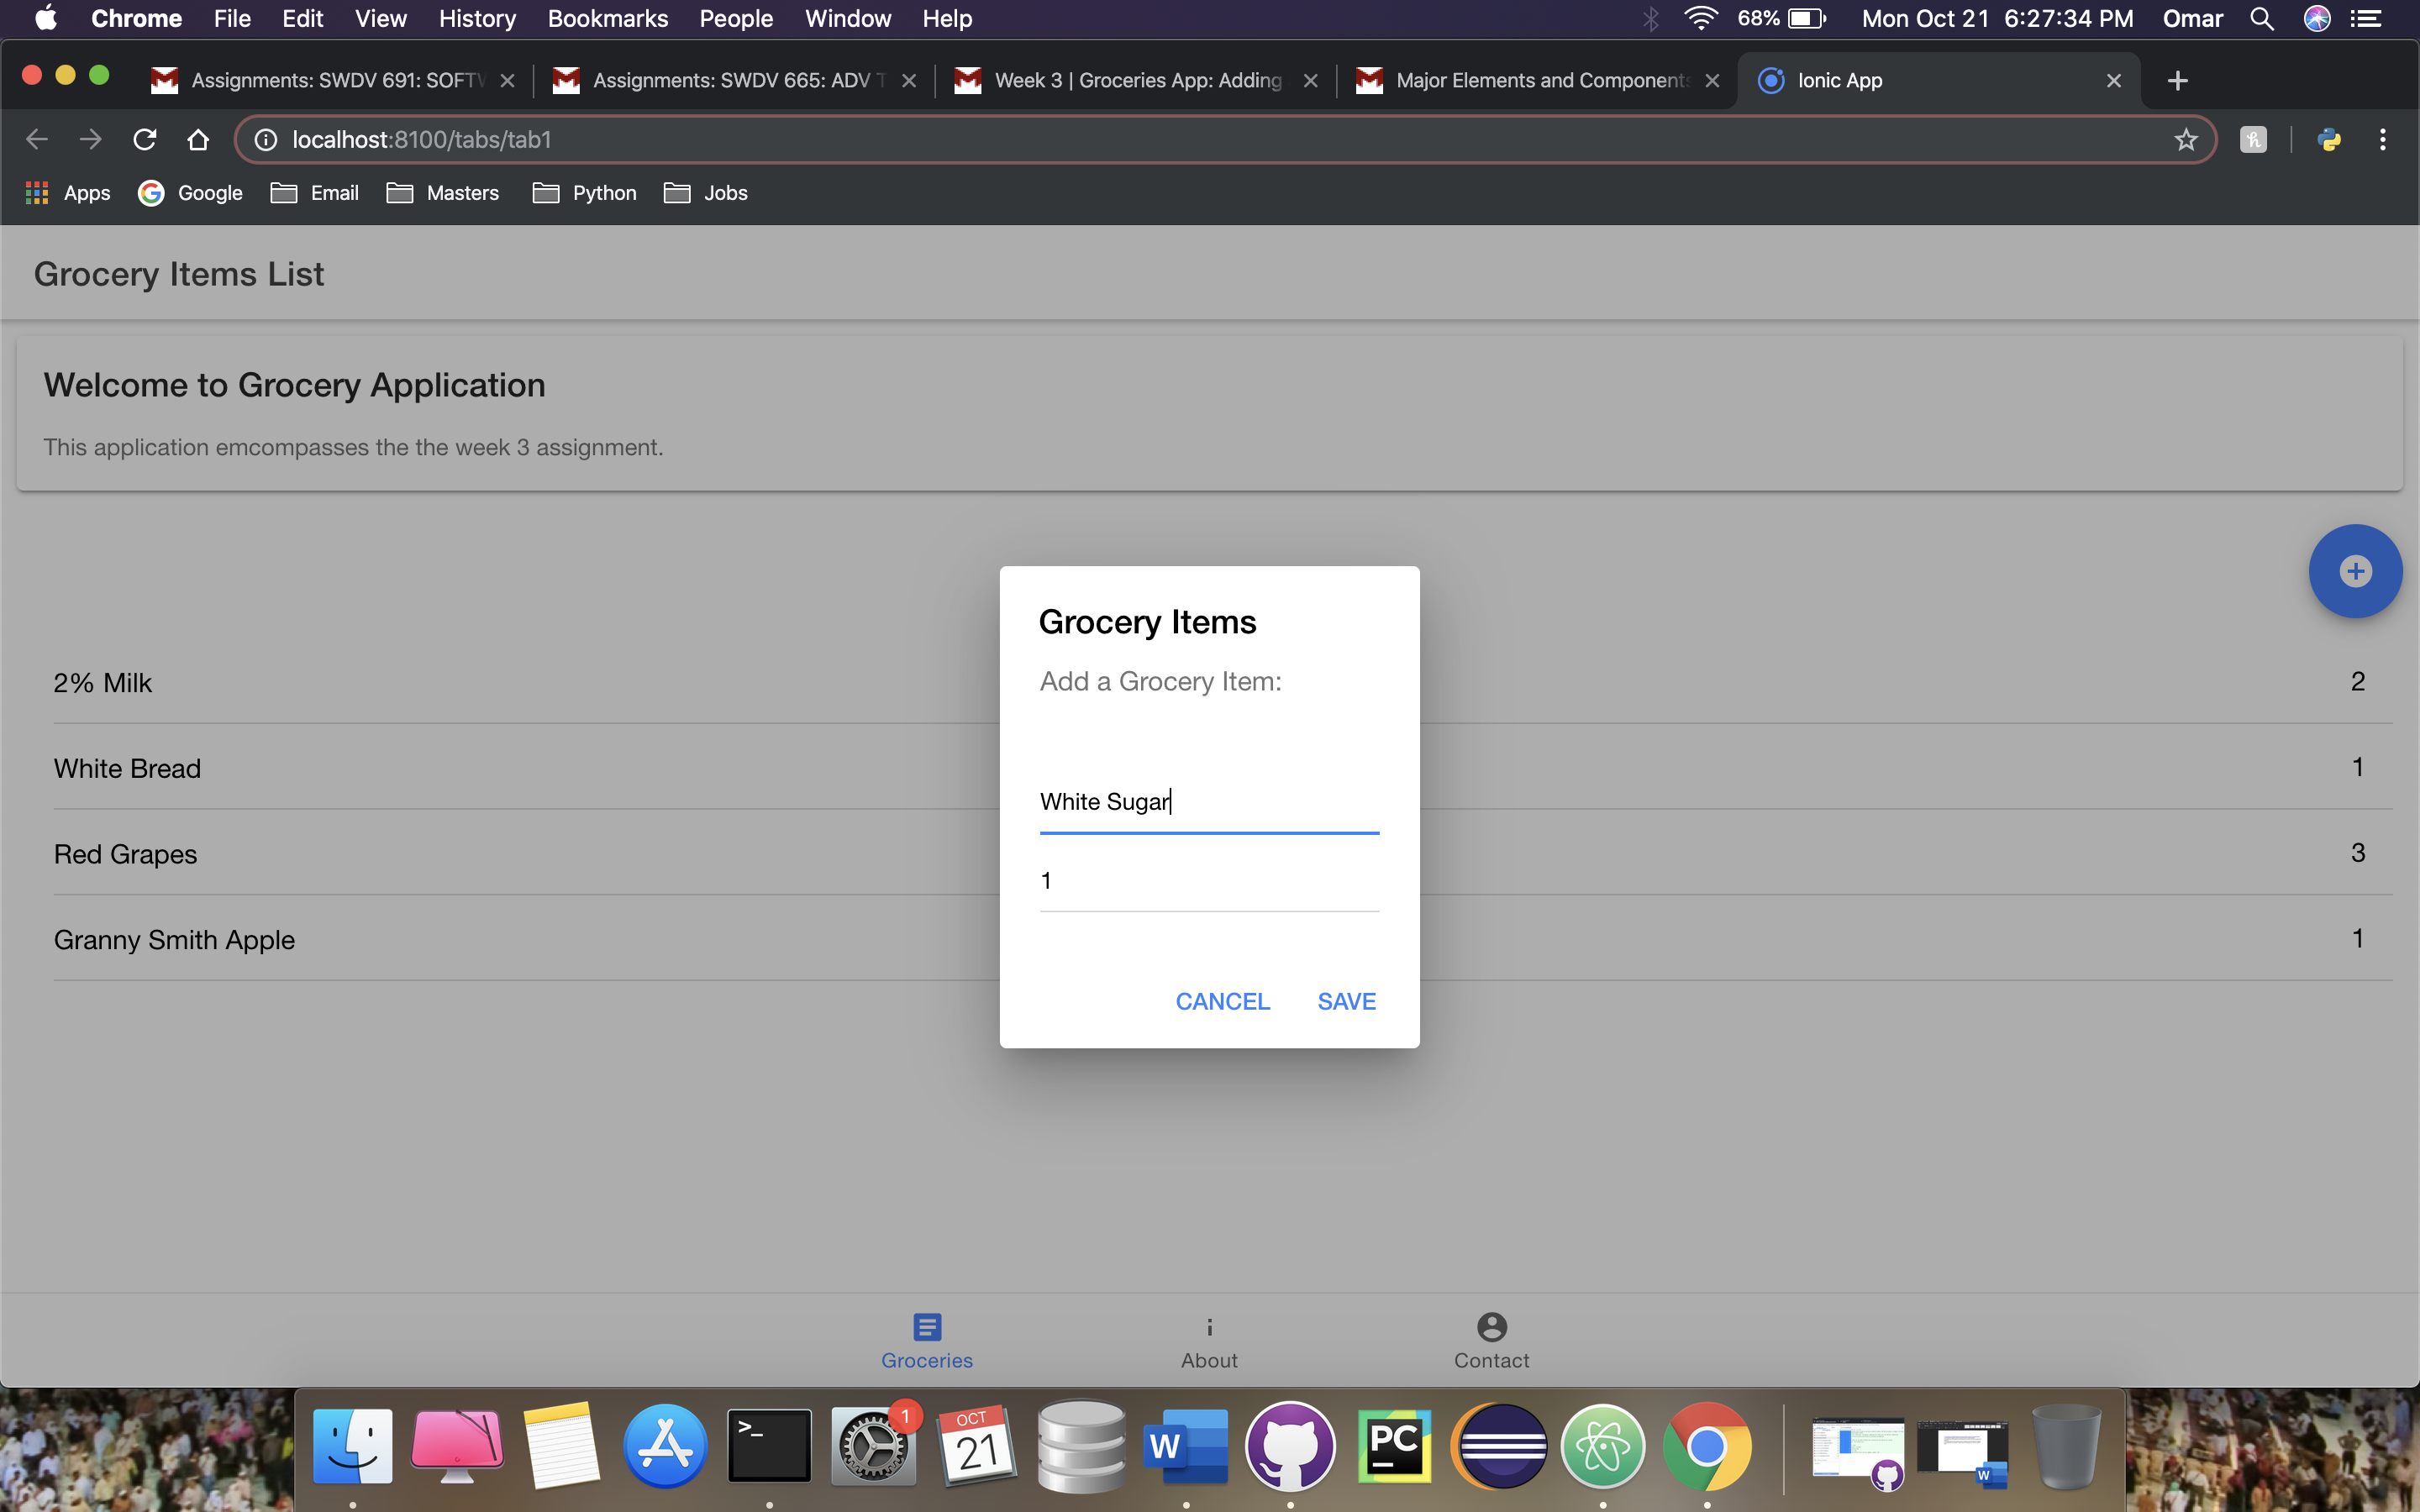 Chrome File Edit View History Bookmarks People Window Help 68% Mon Oct 21 6:27:34 PM Omar
Assignments: SWDV 691: SOFTW Assignments: SWDV 665: ADV T Week 3 | Groceries App: Adding Major Elements and Components Ionic App
localhost:8100/tabs/tab1
Apps Google Email Masters Python Jobs
Grocery Items List
Welcome to Grocery Application
This application emcompasses the the week 3 assignment.
Grocery Items
Add a Grocery Item:
White Sugar
1
CANCEL SAVE
2% Milk 2
White Bread 1
Red Grapes 3
Granny Smith Apple 1
Groceries About Contact
>_ 1 OCT 21 W PC W